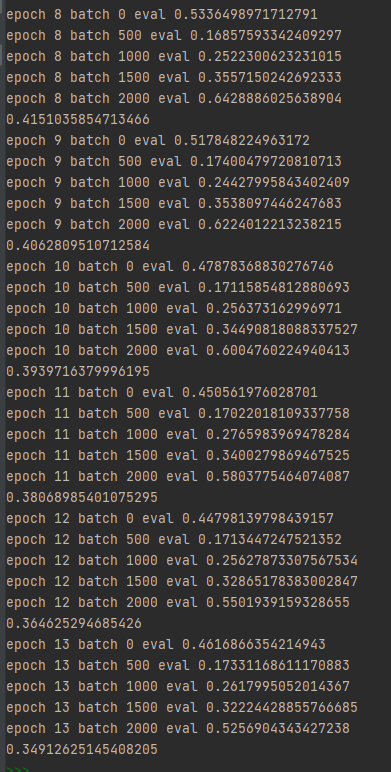 epoch 8 batch 0 eval 0.5336498971712791
epoch 8 batch 500 eval 0.16857593342409297
epoch 8 batch 1000 eval 0.2522300623231015
epoch 8 batch 1500 eval 0.3557150242692333
epoch 8 batch 2000 eval 0.6428886025638904
0.4151035854713466
epoch 9 batch 0 eval 0.517848224963172
epoch 9 batch 500 eval 0.17400479720810713
epoch 9 batch 1000 eval 0.24427995843402409
epoch 9 batch 1500 eval 0.3538097446247683
epoch 9 batch 2000 eval 0.6224012213238215
0.4062809510712584
epoch 10 batch 0 eval 0.47878368830276746
epoch 10 batch 500 eval 0.17115854812880693
epoch 10 batch 1000 eval 0.256373162996971
epoch 10 batch 1500 eval 0.34490818088337527
epoch 10 batch 2000 eval 0.6004760224940413
0.3939716379996195
epoch 11 batch 0 eval 0.450561976028701
epoch 11 batch 500 eval 0.17022018109337758
epoch 11 batch 1000 eval 0.2765983969478284
epoch 11 batch 1500 eval 0.3400279869467525
epoch 11 batch 2000 eval 0.5803775464074087
0.38068985401075295
epoch 12 batch 0 eval 0.44798139798439157
epoch 12 batch 500 eval 0.1713447247521352
epoch 12 batch 1000 eval 0.25627873307567534
epoch 12 batch 1500 eval 0.32865178383002847
epoch 12 batch 2000 eval 0.5501939159328655
0.364625294685426
epoch 13 batch 0 eval 0.4616866354214943
epoch 13 batch 500 eval 0.17331168611170883
epoch 13 batch 1000 eval 0.2617995052014367
epoch 13 batch 1500 eval 0.32224428855766685
epoch 13 batch 2000 eval 0.5256904343427238
0.34912625145408205
>>>